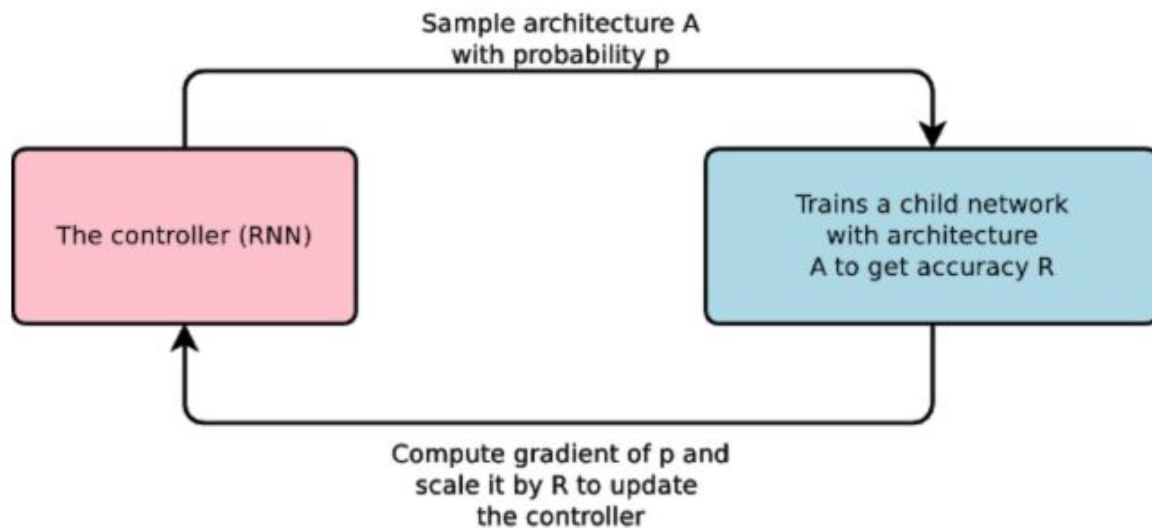 Sample architecture A
with probability p
The controller (RNN)
Trains a child network
with architecture
A to get accuracy R
Compute gradient of p and
scale it by R to update
the controller